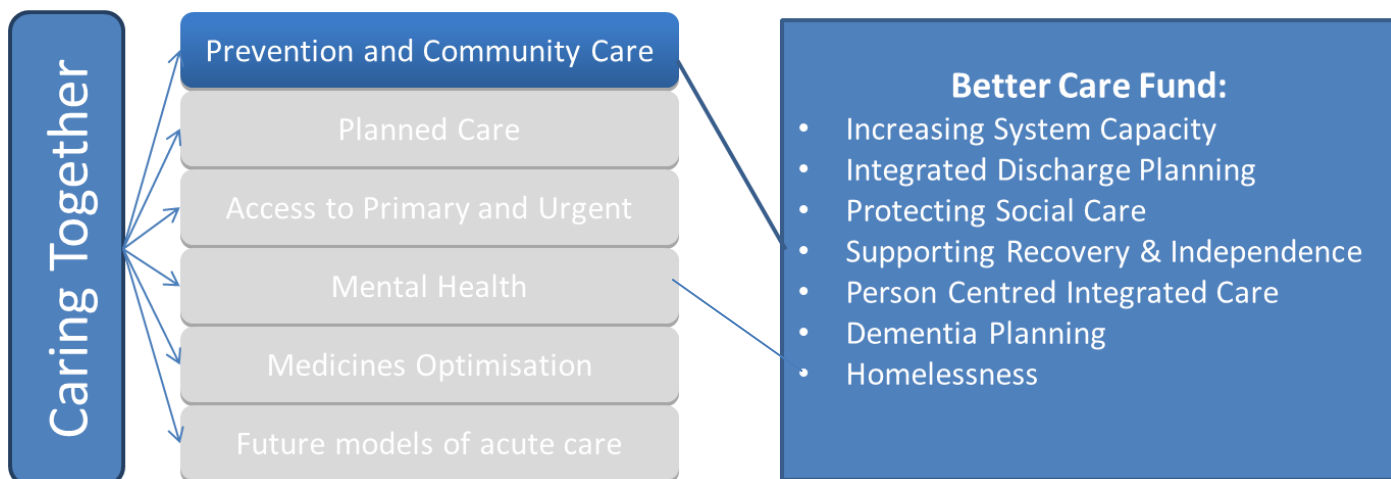 Caring Together
Prevention and Community Care
Planned Care
Access to Primary and Urgent
Mental Health
Medicines Optimisation
Future models of acute care
Better Care Fund:
• Increasing System Capacity
• Integrated Discharge Planning
• Protecting Social Care
• Supporting Recovery & Independence
• Person Centred Integrated Care
• Dementia Planning
• Homelessness